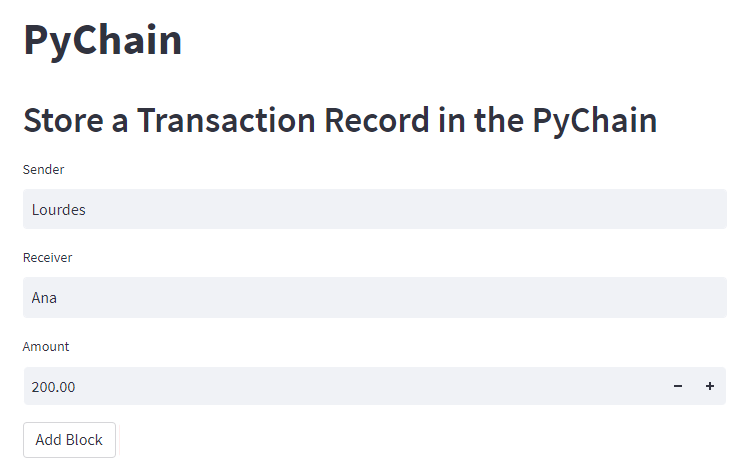 PyChain
Store a Transaction Record in the PyChain
Sender
Lourdes
Receiver
Ana
Amount
200.00
Add Block